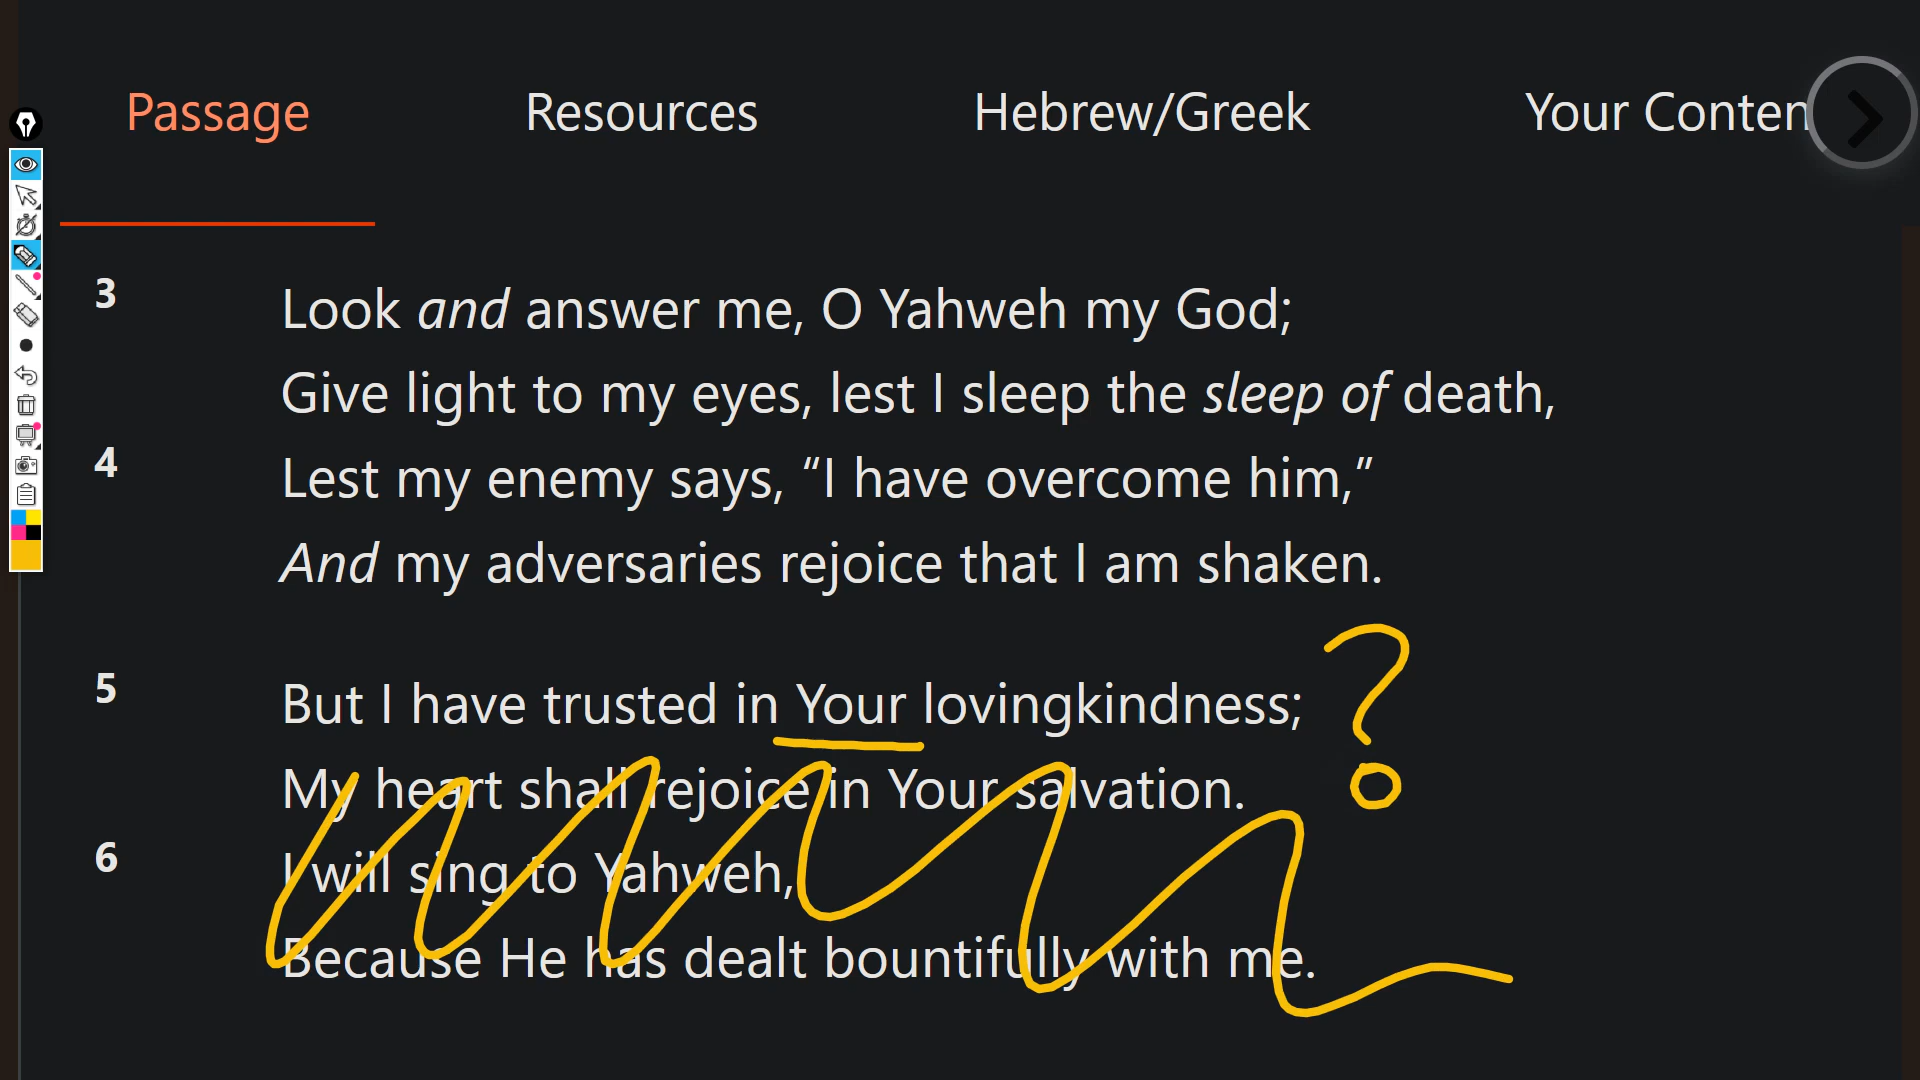 Passage Resources Hebrew/Greek Your Conten
3 Look and answer me, O Yahweh my God;
Give light to my eyes, lest I sleep the sleep of death,
4 Lest my enemy says, “I have overcome him,”
And my adversaries rejoice that I am shaken.
5 But I have trusted in Your lovingkindness; ?
My heart shall rejoice in Your salvation.
6 I will sing to Yahweh,
Because He has dealt bountifully with me.